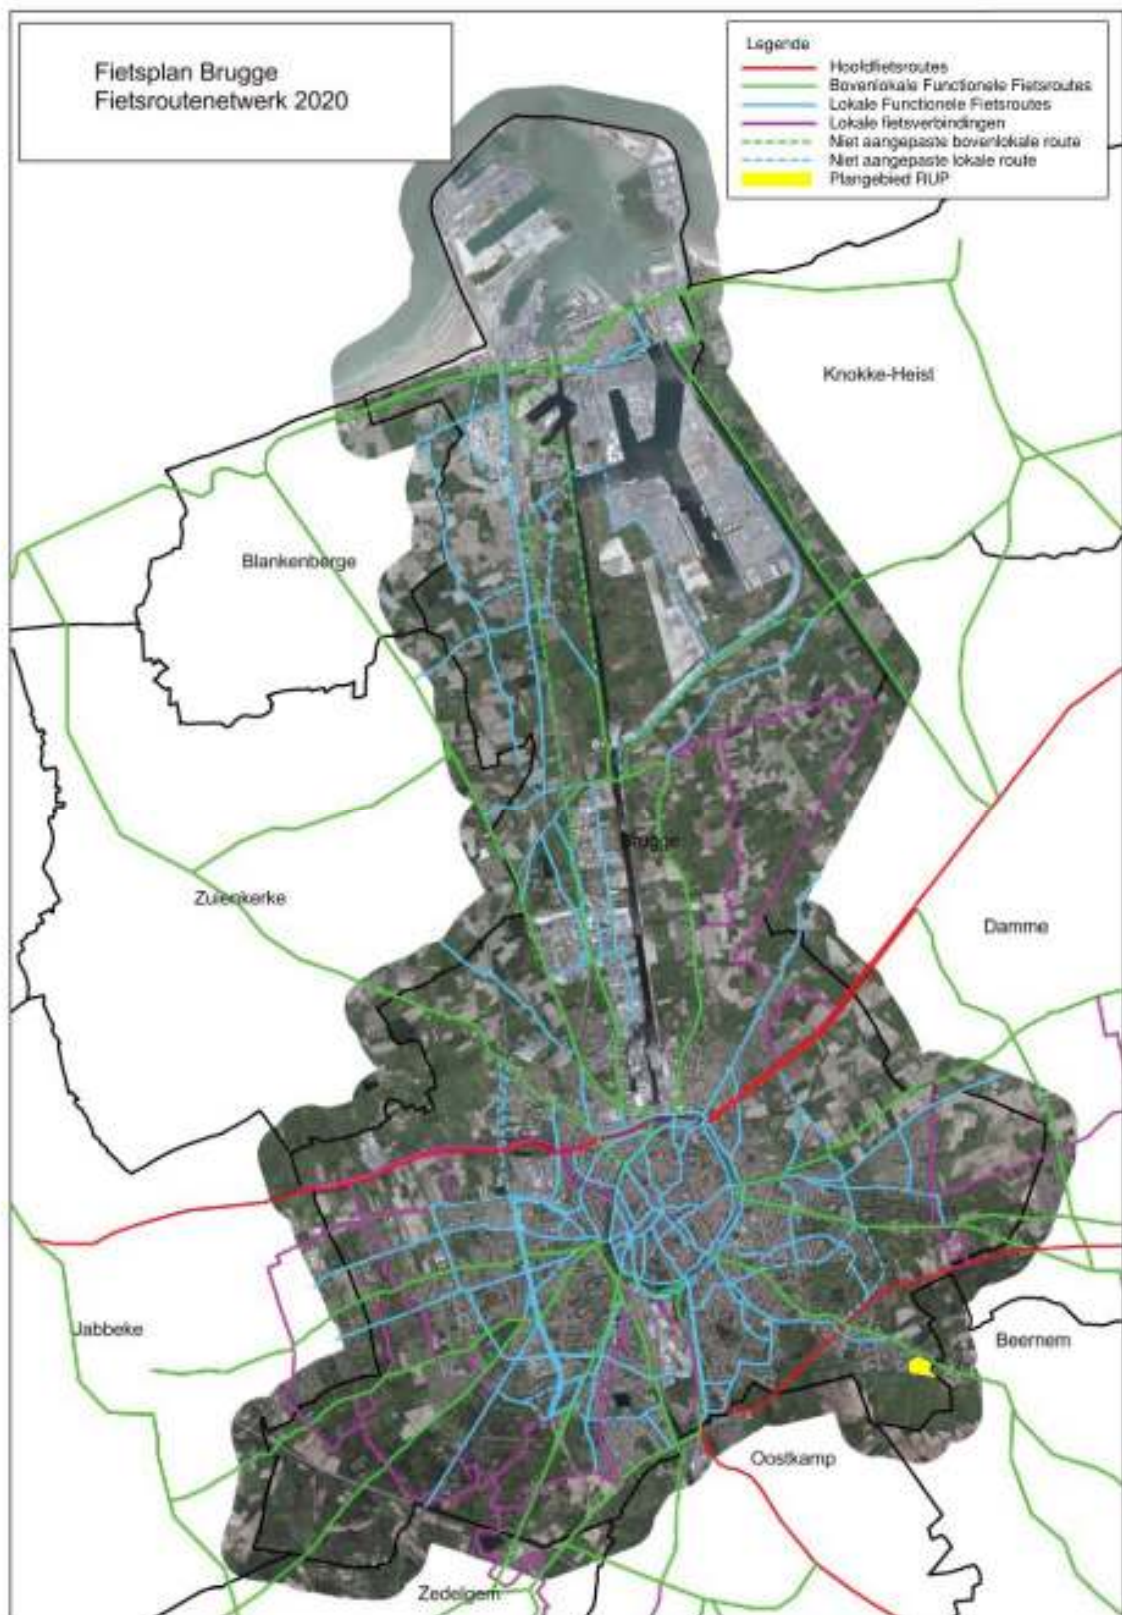 Fietsplan Brugge
Fietsroutenetwerk 2020
Legende
Hoofdfietsroutes
Bovenlokale Functionele Fietsroutes
Lokale Functionele Fietsroutes
Lokale fietsverbindingen
Niet aangepaste bovenlokale route
Niet aangepaste lokale route
Plangebied RUP
Knokke-Heist
Blankenberge
Brugge
Zuienkerke
Damme
Jabbeke
Beernem
Oostkamp
Zedelgem